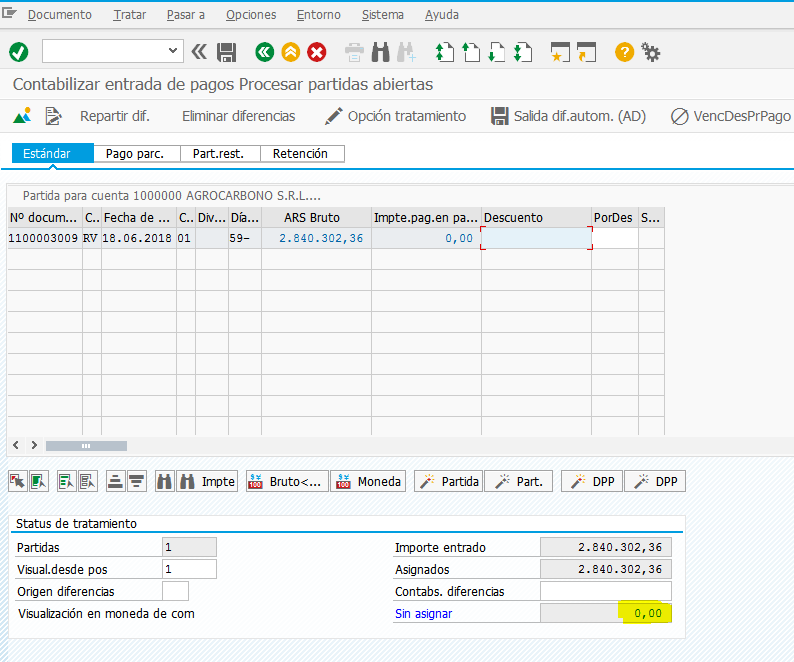 Documento Tratar Pasar a Opciones Entorno Sistema Ayuda
Contabilizar entrada de pagos Procesar partidas abiertas
Repartir dif. Eliminar diferencias Opción tratamiento Salida dif.autom. (AD) VencDesPrPago
Estándar Pago parc. Part.rest. Retención
Partida para cuenta 1000000 AGROCARBONO S.R.L....
Nº docum... C.. Fecha de ... C.. Div... Día... ARS Bruto Impte.pag.en pa... Descuento PorDes S...
1100003009 RV 18.06.2018 01 59- 2.840.302,36 0,00
Impte Bruto<... Moneda Partida Part. DPP DPP
Status de tratamiento
Partidas 1 Importe entrado 2.840.302,36
Visual.desde pos 1 Asignados 2.840.302,36
Origen diferencias Contabs. diferencias
Visualización en moneda de com Sin asignar 0,00